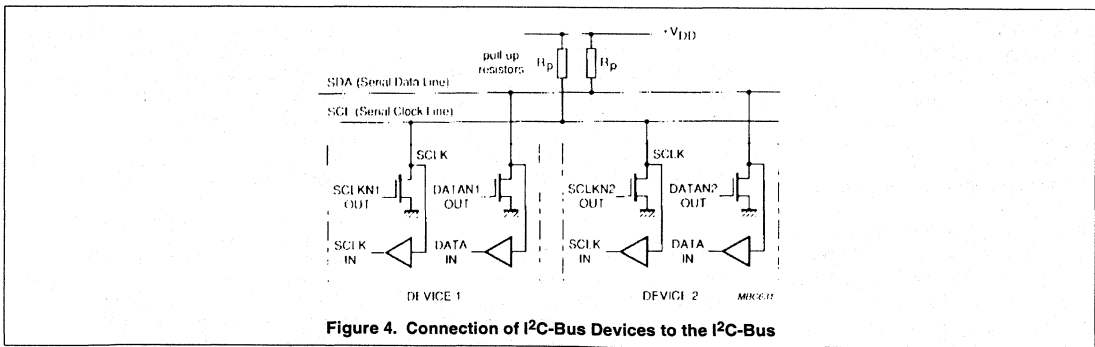 +VDD
pull up
resistors
Rp
Rp
SDA (Serial Data Line)
SCL (Serial Clock Line)
SCLK
SCLK
SCLKN1
OUT
DATAN1
OUT
SCLKN2
OUT
DATAN2
OUT
SCLK
IN
DATA
IN
SCLK
IN
DATA
IN
DEVICE 1
DEVICE 2
Figure 4. Connection of I2C-Bus Devices to the I2C-Bus